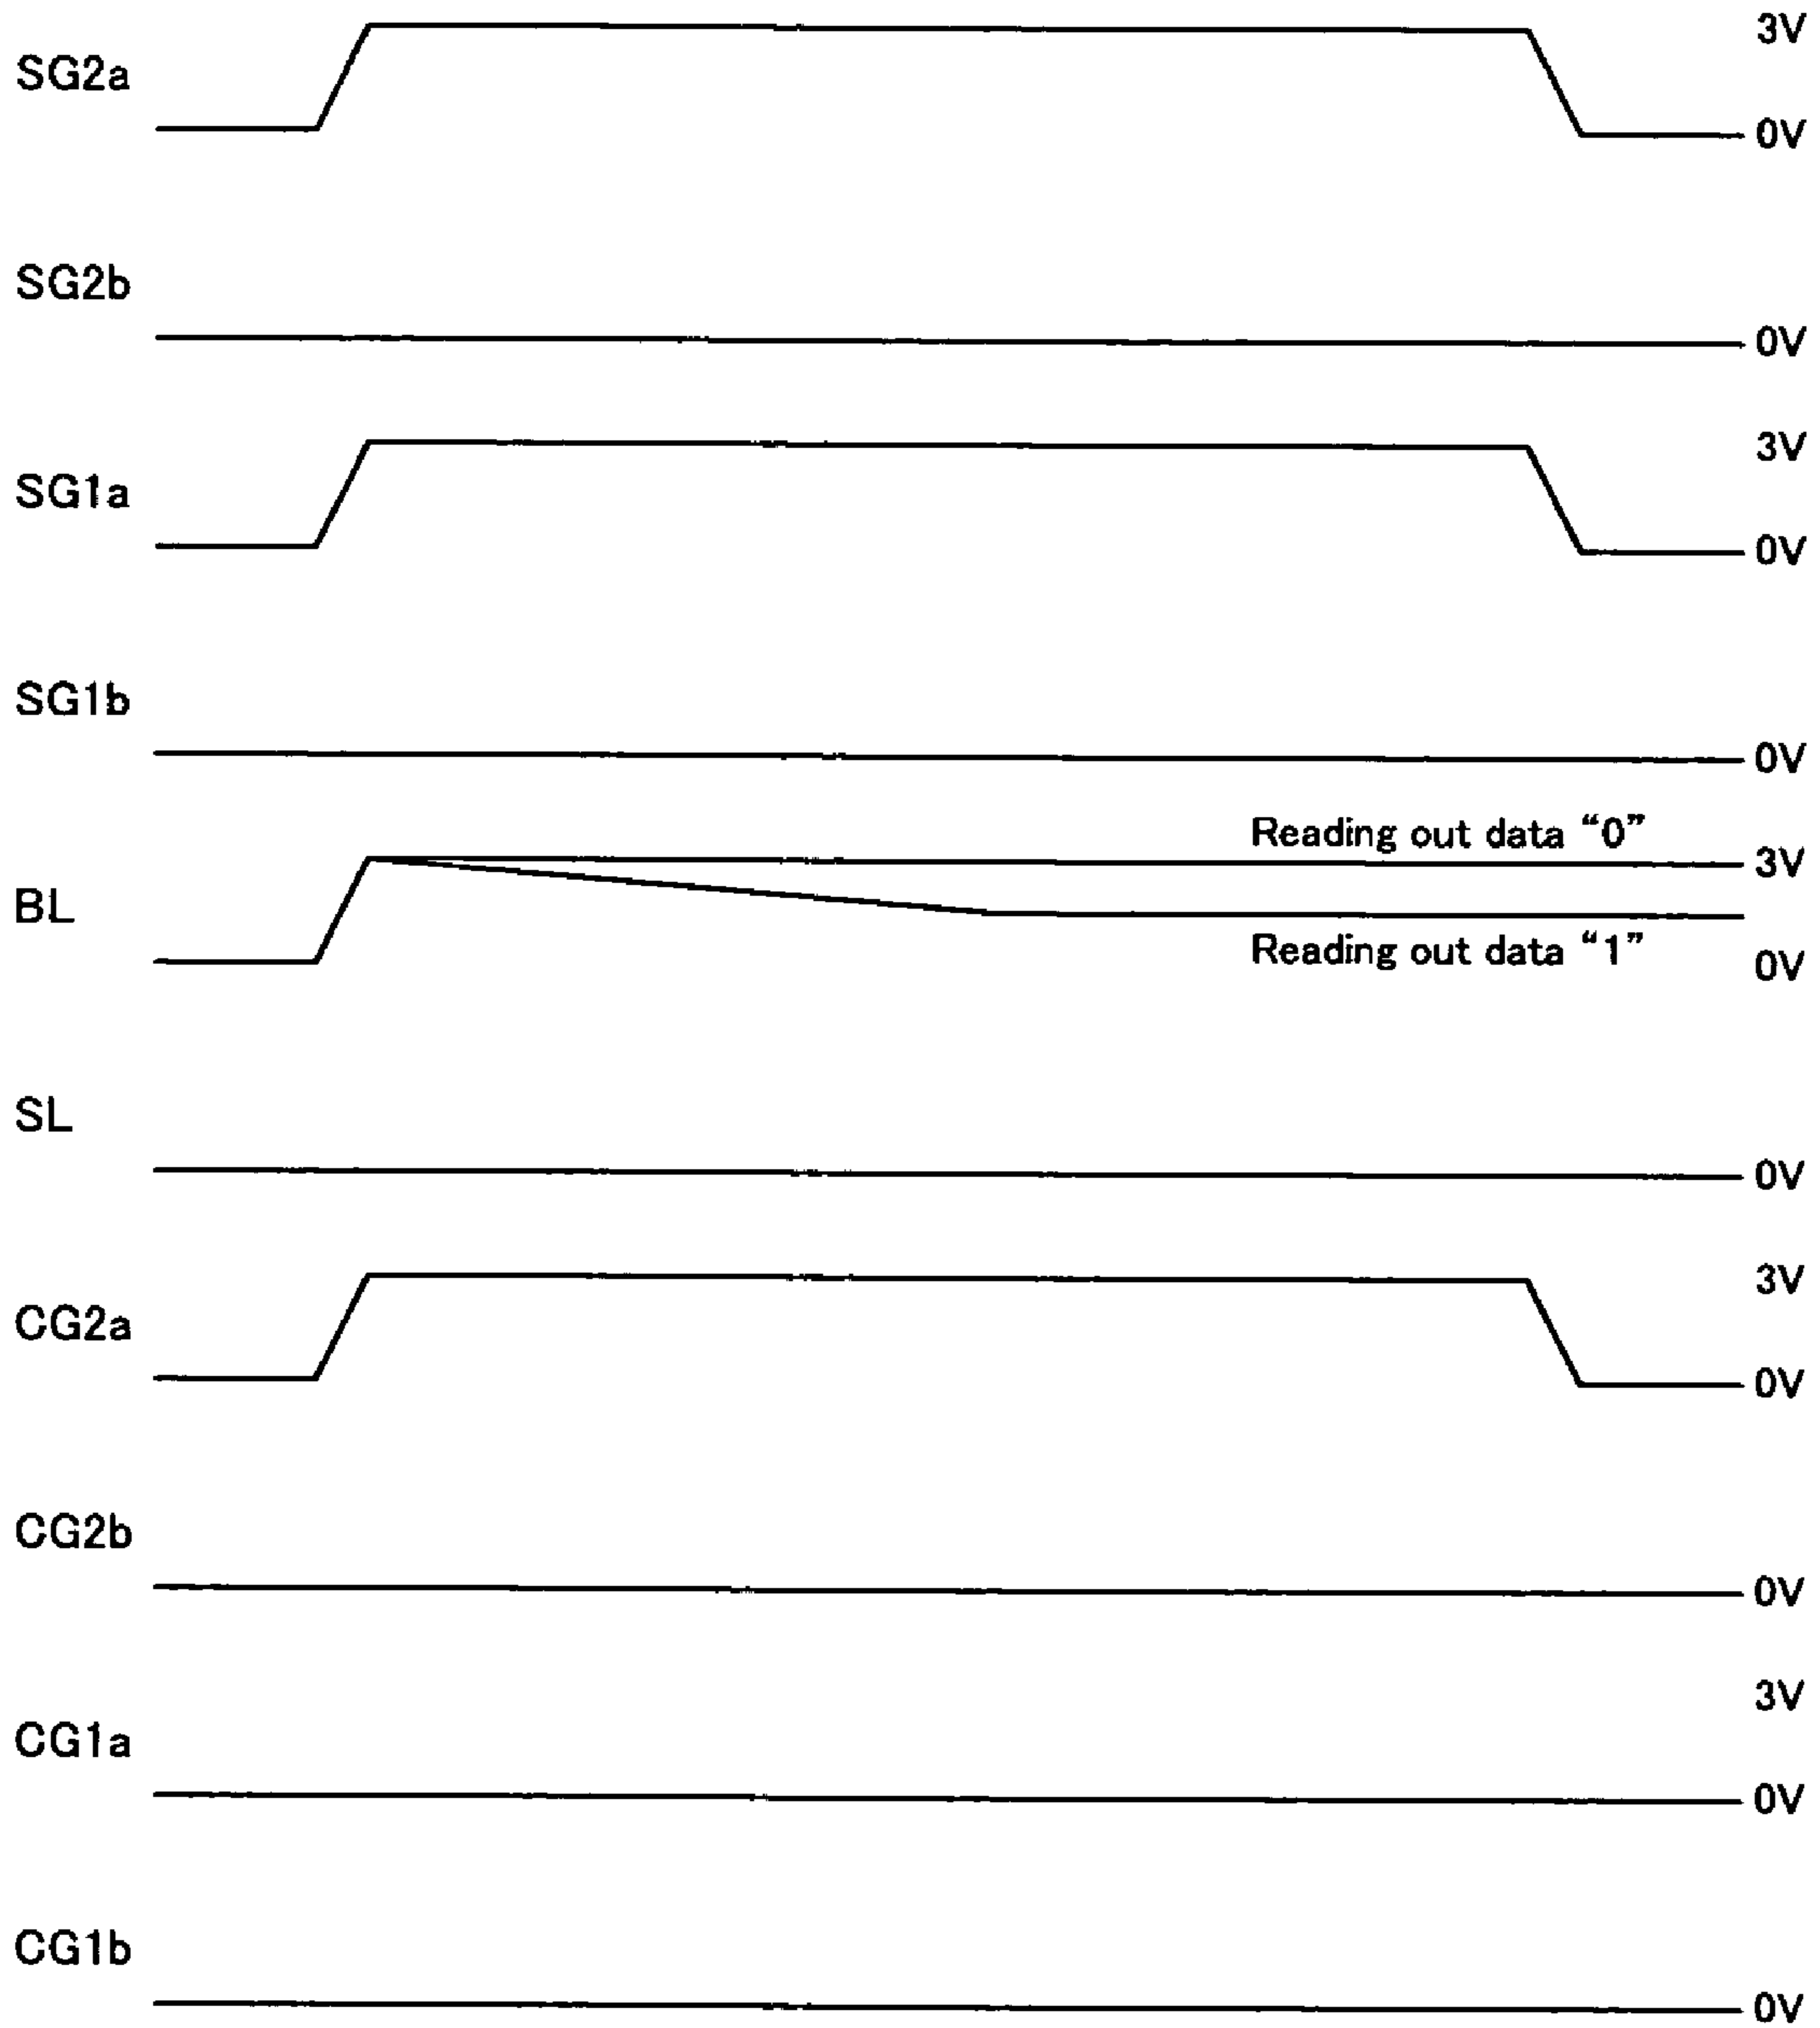 3V
SG2a
0V
SG2b
0V
3V
SG1a
0V
SG1b
0V
Reading out data “0”
3V
BL
Reading out data “1”
0V
SL
0V
3V
CG2a
0V
CG2b
0V
3V
CG1a
0V
CG1b
0V